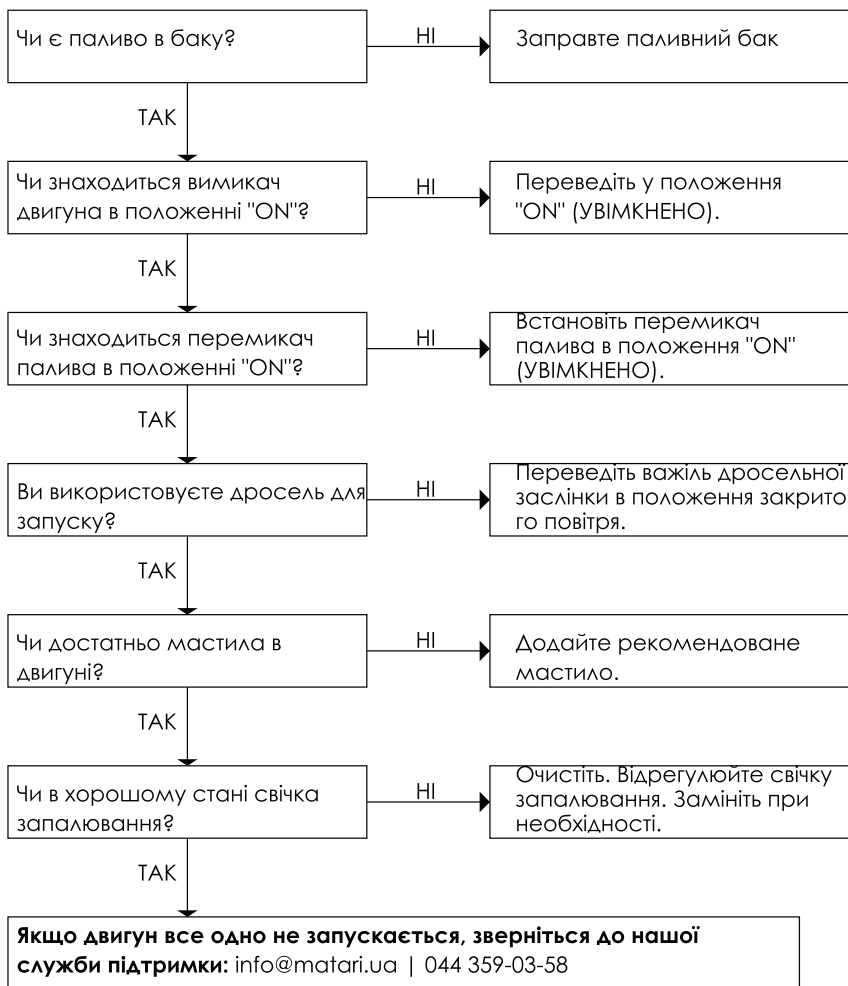 Чи є паливо в баку?
НІ
Заправте паливний бак
ТАК
Чи знаходиться вимикач
двигуна в положенні "ON"?
НІ
Переведіть у положення
"ON" (УВІМКНЕНО).
ТАК
Чи знаходиться перемикач
палива в положенні "ON"?
НІ
Встановіть перемикач
палива в положення "ON"
(УВІМКНЕНО).
ТАК
Ви використовуєте дросель для
запуску?
НІ
Переведіть важіль дросельної
заслінки в положення закрито
го повітря.
ТАК
Чи достатньо мастила в
двигуні?
НІ
Додайте рекомендоване
мастило.
ТАК
Чи в хорошому стані свічка
запалювання?
НІ
Очистіть. Відрегулюйте свічку
запалювання. Замініть при
необхідності.
ТАК
Якщо двигун все одно не запускається, зверніться до нашої
служби підтримки: info@matari.ua | 044 359-03-58